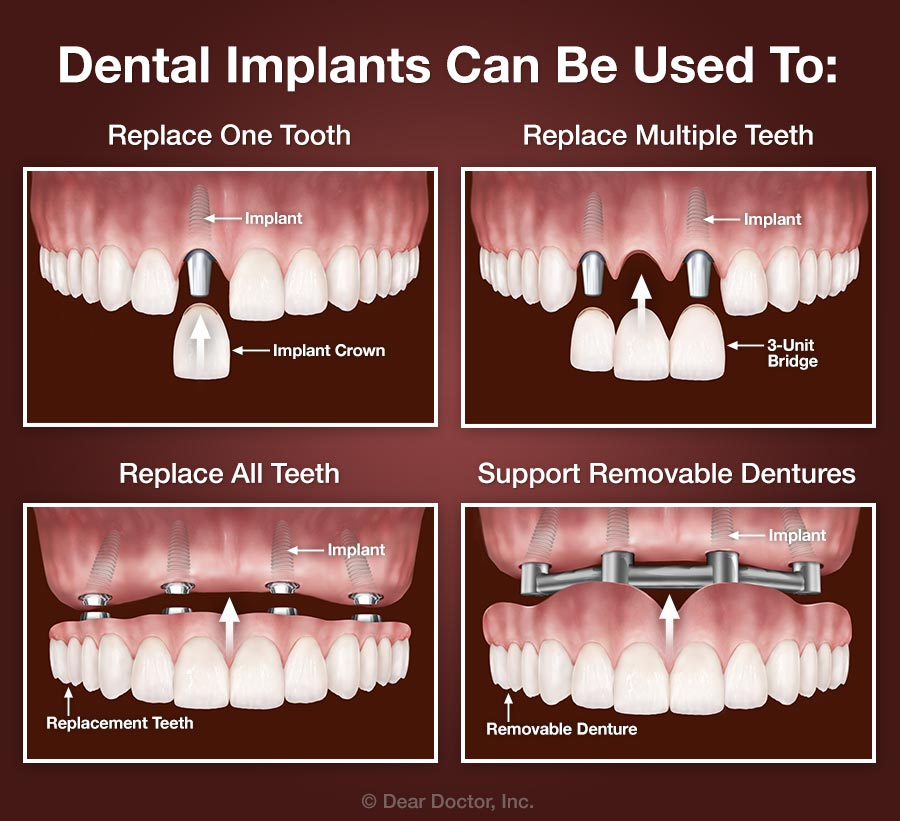 Dental Implants Can Be Used To:
Replace One Tooth
Implant
Implant Crown
Replace Multiple Teeth
Implant
3-Unit
Bridge
Replace All Teeth
Implant
Replacement Teeth
Support Removable Dentures
Implant
Removable Denture
© Dear Doctor, Inc.